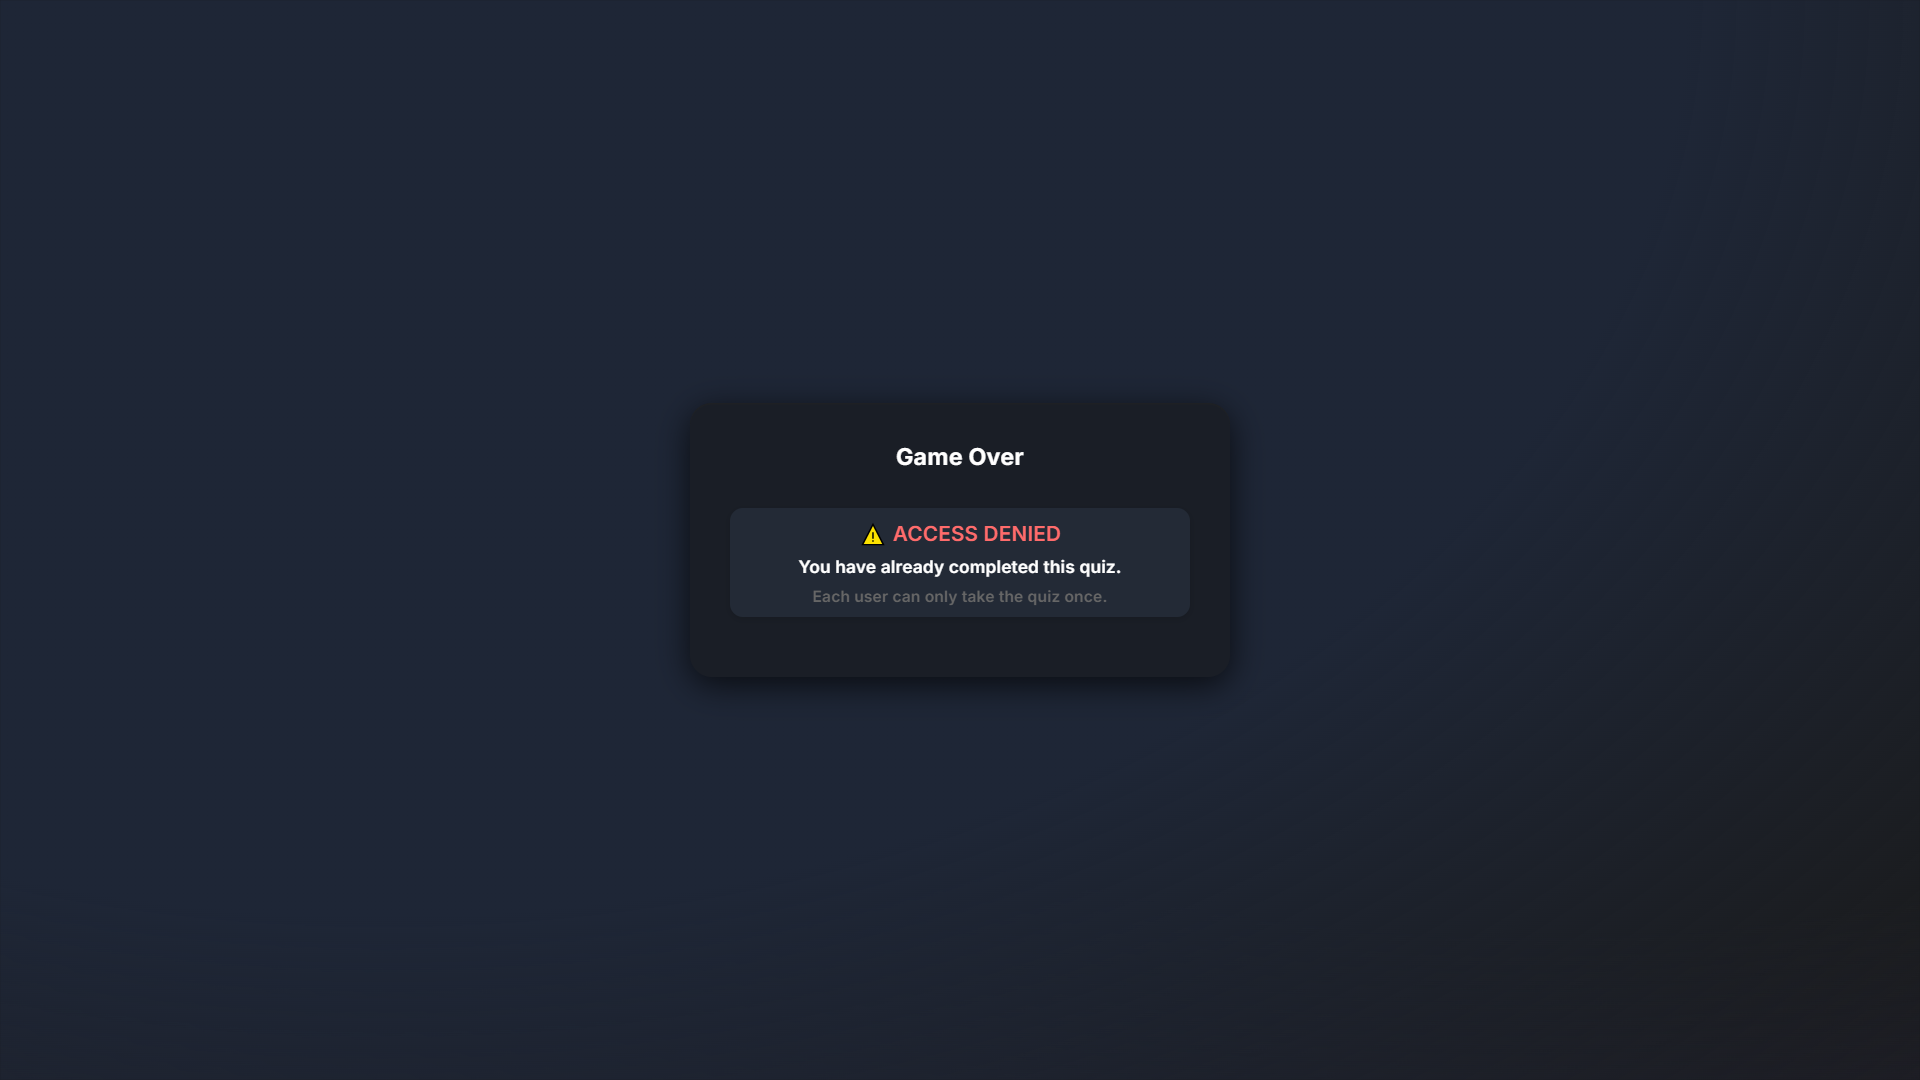 Game Over
⚠️ ACCESS DENIED
You have already completed this quiz.
Each user can only take the quiz once.